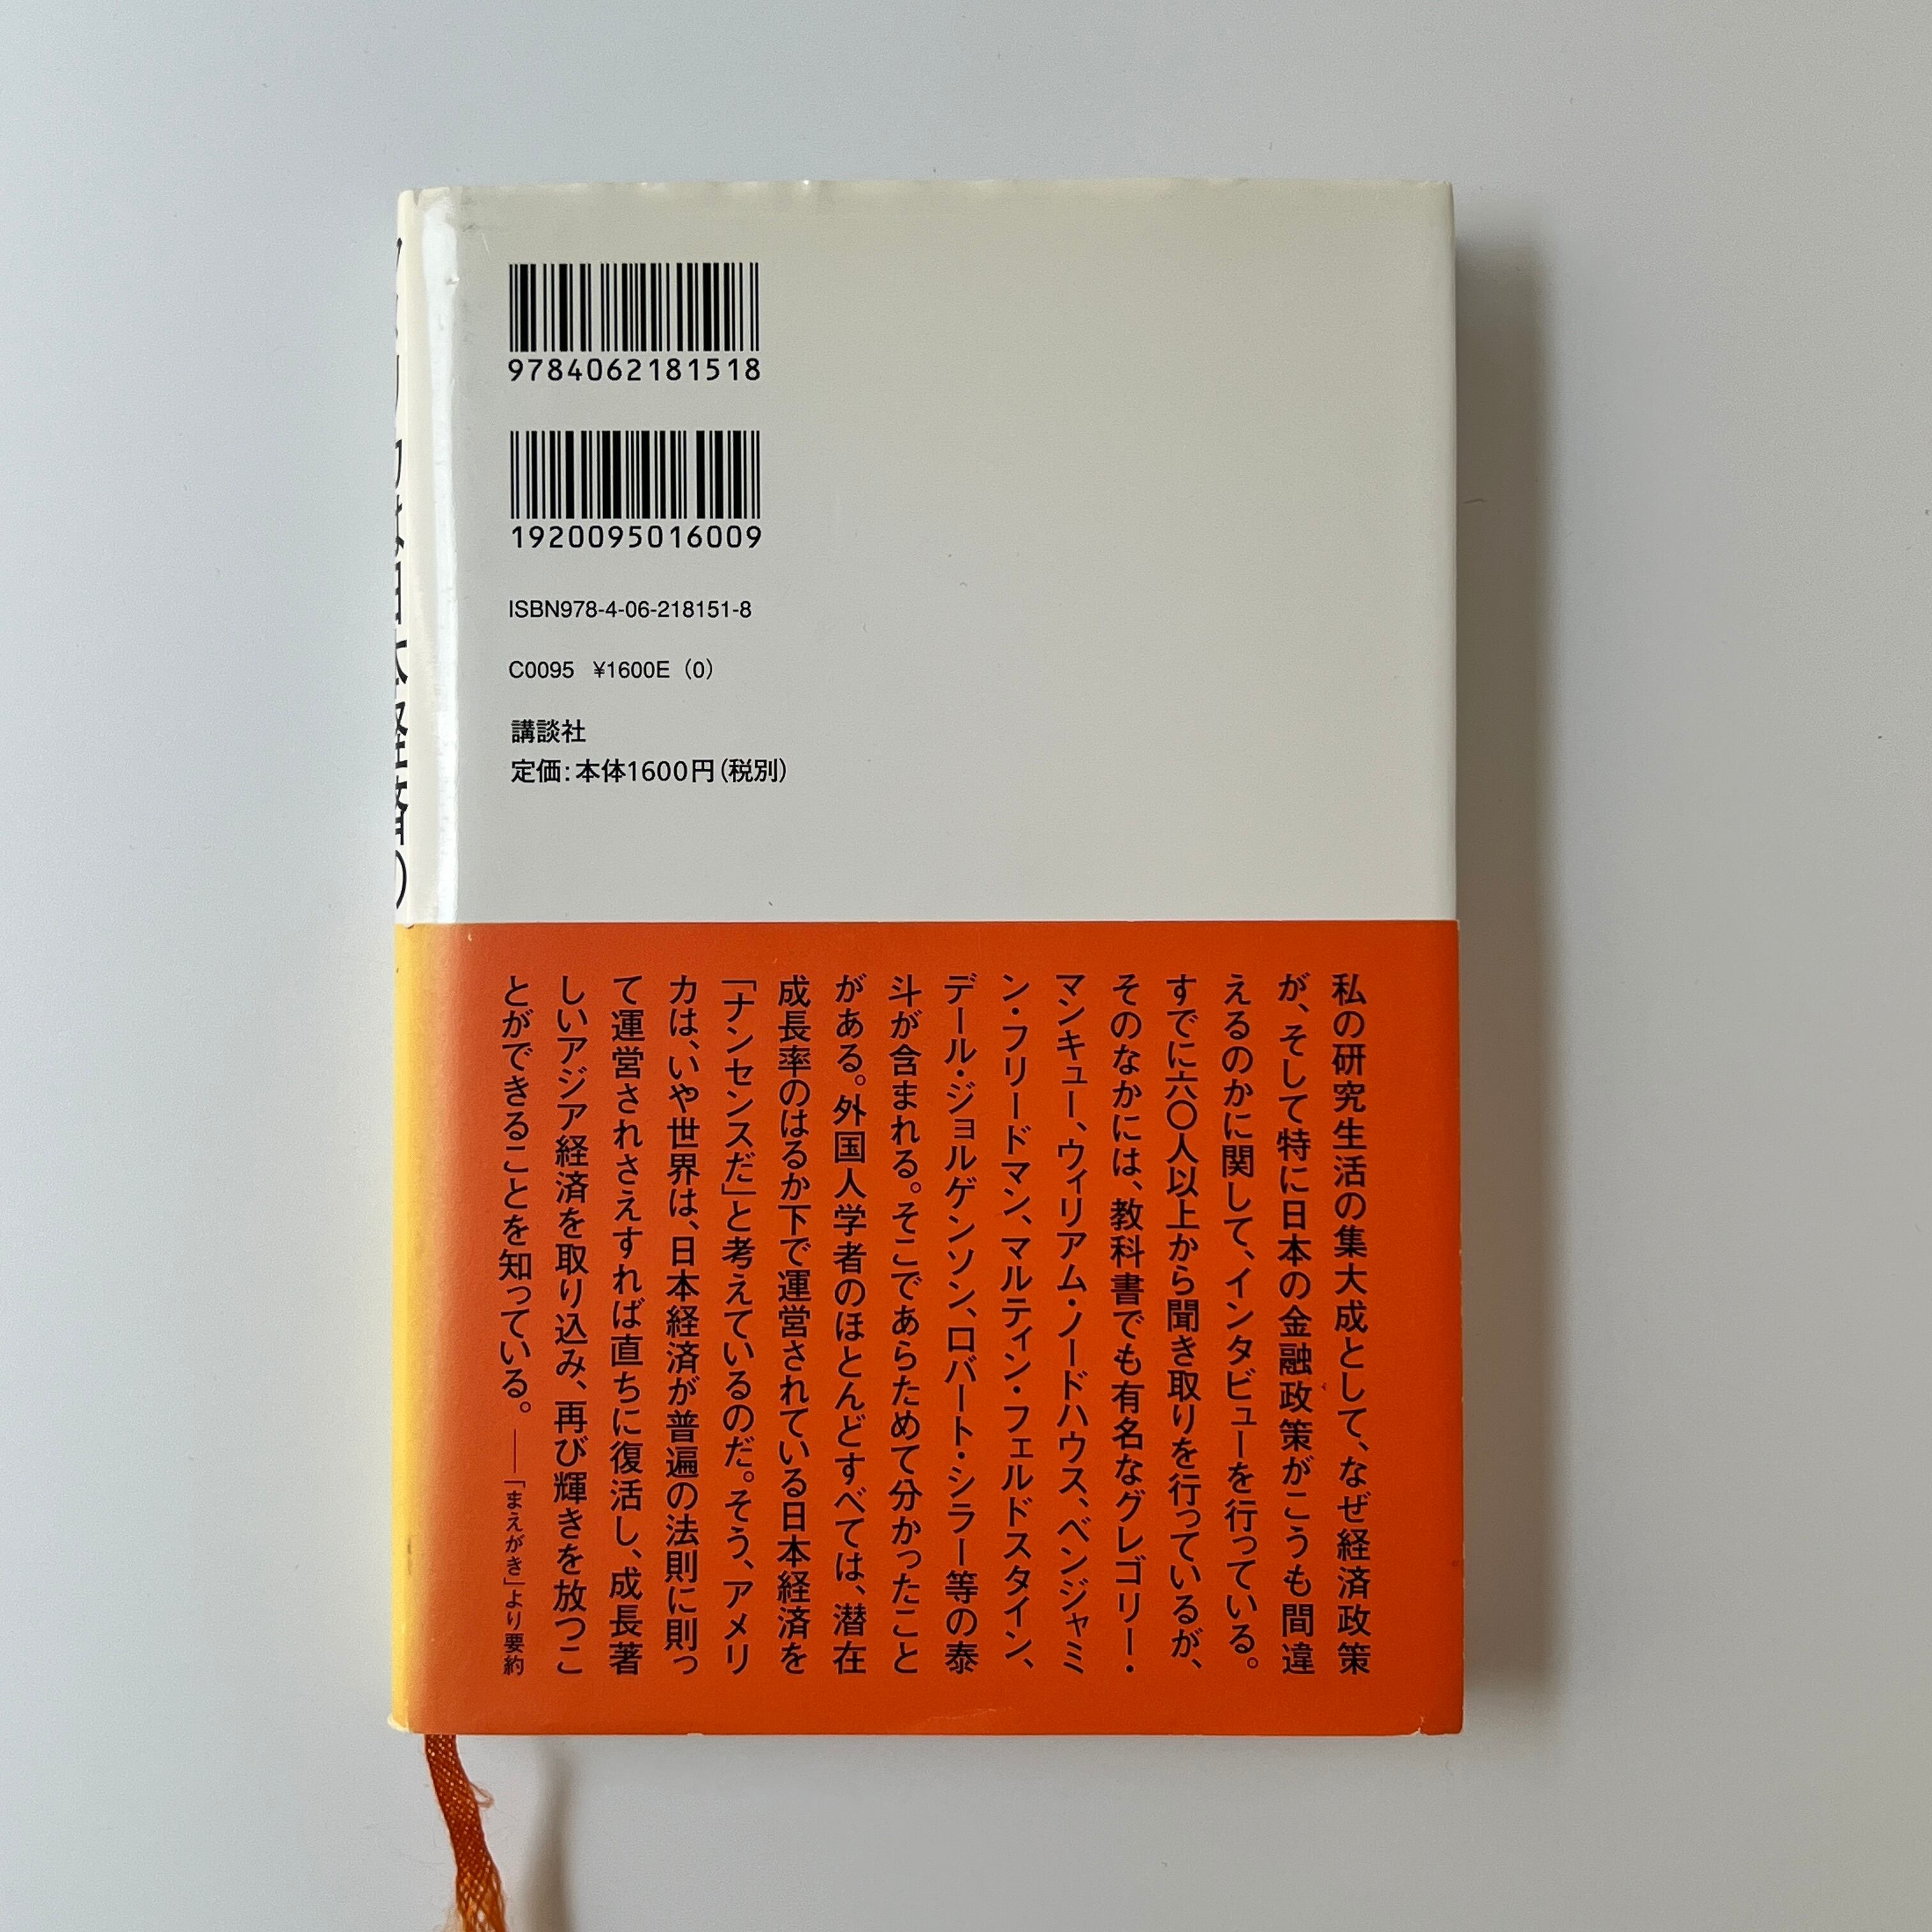 9784062181518
1920095016009
ISBN978-4-06-218151-8
C0095 ¥1600E (0)
講談社
定価:本体1600円(税別)
私の研究生活の集大成として、なぜ経済政策
が、そして特に日本の金融政策がこうも間違
えるのかに関して、インタビューを行っている。
すでに六〇人以上から聞き取りを行っているが、
そのなかには、教科書でも有名なグレゴリー・
マンキュー、ウィリアム・ノードハウス、ベンジャミ
ン・フリードマン、マルティン・フェルドスタイン、
デール・ジョルゲンソン、ロバート・シラー等の泰
斗が含まれる。そこであらためて分かったこと
がある。外国人学者のほとんどすべては、潜在
成長率のはるか下で運営されている日本経済を
「ナンセンスだ」と考えているのだ。そう、アメリ
カは、いや世界は、日本経済が普遍の法則に則っ
て運営されさえすれば直ちに復活し、成長著
しいアジア経済を取り込み、再び輝きを放つこ
とができることを知っている。――「まえがき」より要約
は日本経済の